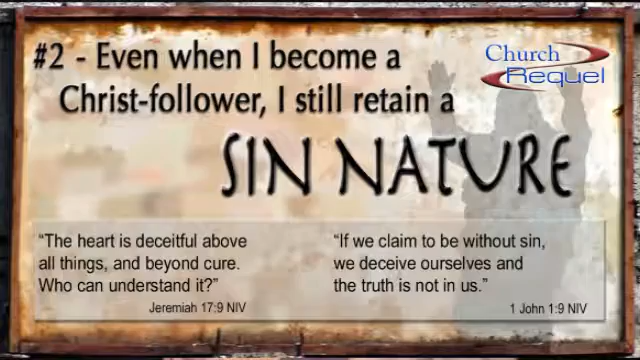 #2 - Even when I become a
Christ-follower, I still retain a
SIN NATURE
Church
Requel
“The heart is deceitful above
all things, and beyond cure.
Who can understand it?”
Jeremiah 17:9 NIV
“If we claim to be without sin,
we deceive ourselves and
the truth is not in us.”
1 John 1:9 NIV